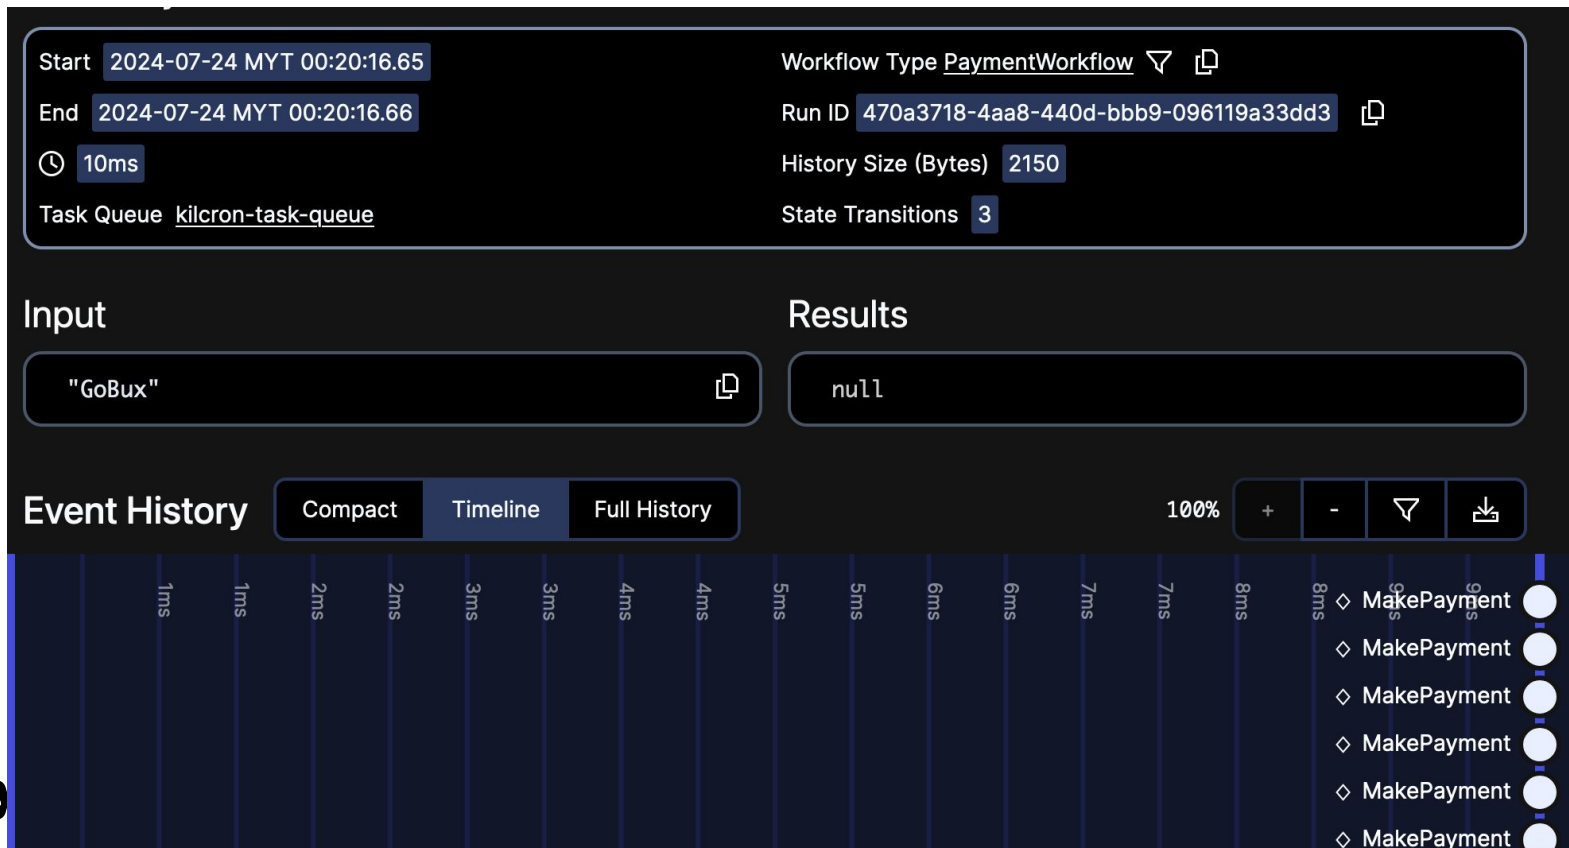 Start 2024-07-24 MYT 00:20:16.65
Workflow Type PaymentWorkflow
End 2024-07-24 MYT 00:20:16.66
Run ID 470a3718-4aa8-440d-bbb9-096119a33dd3
10ms
History Size (Bytes) 2150
Task Queue kilcron-task-queue
State Transitions 3
Input
Results
"GoBux"
null
Event History Compact Timeline Full History 100% + -
1ms 1ms 2ms 2ms 3ms 3ms 4ms 4ms 5ms 5ms 6ms 6ms 7ms 7ms 8ms 8ms 9ms 9ms
MakePayment
MakePayment
MakePayment
MakePayment
MakePayment
MakePayment